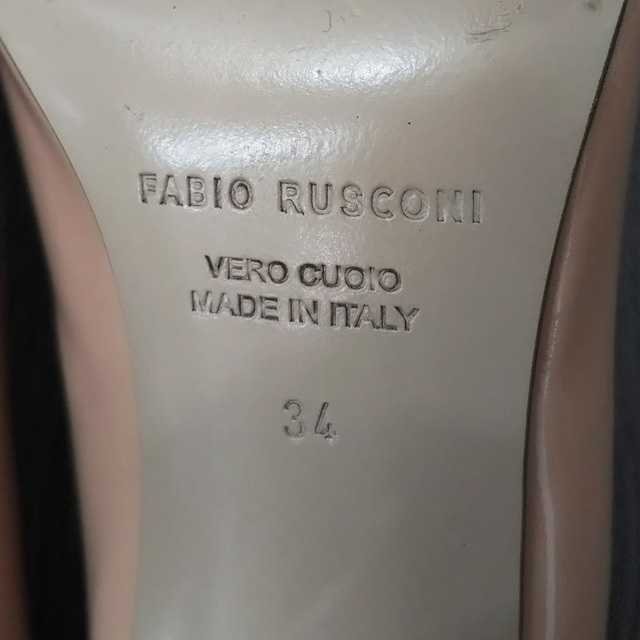 FABIO RUSCONI
VERO CUOIO
MADE IN ITALY
34